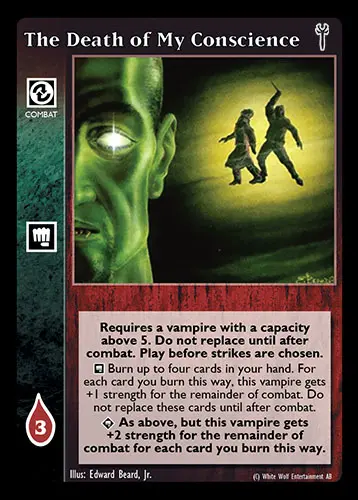 The Death of My Conscience
COMBAT
Requires a vampire with a capacity
above 5. Do not replace until after
combat. Play before strikes are chosen.
Burn up to four cards in your hand. For
each card you burn this way, this vampire gets
+1 strength for the remainder of combat. Do
not replace these cards until after combat.
As above, but this vampire gets
+2 strength for the remainder of
combat for each card you burn this way.
3
Illus: Edward Beard, Jr.
(C) White Wolf Entertainment AB